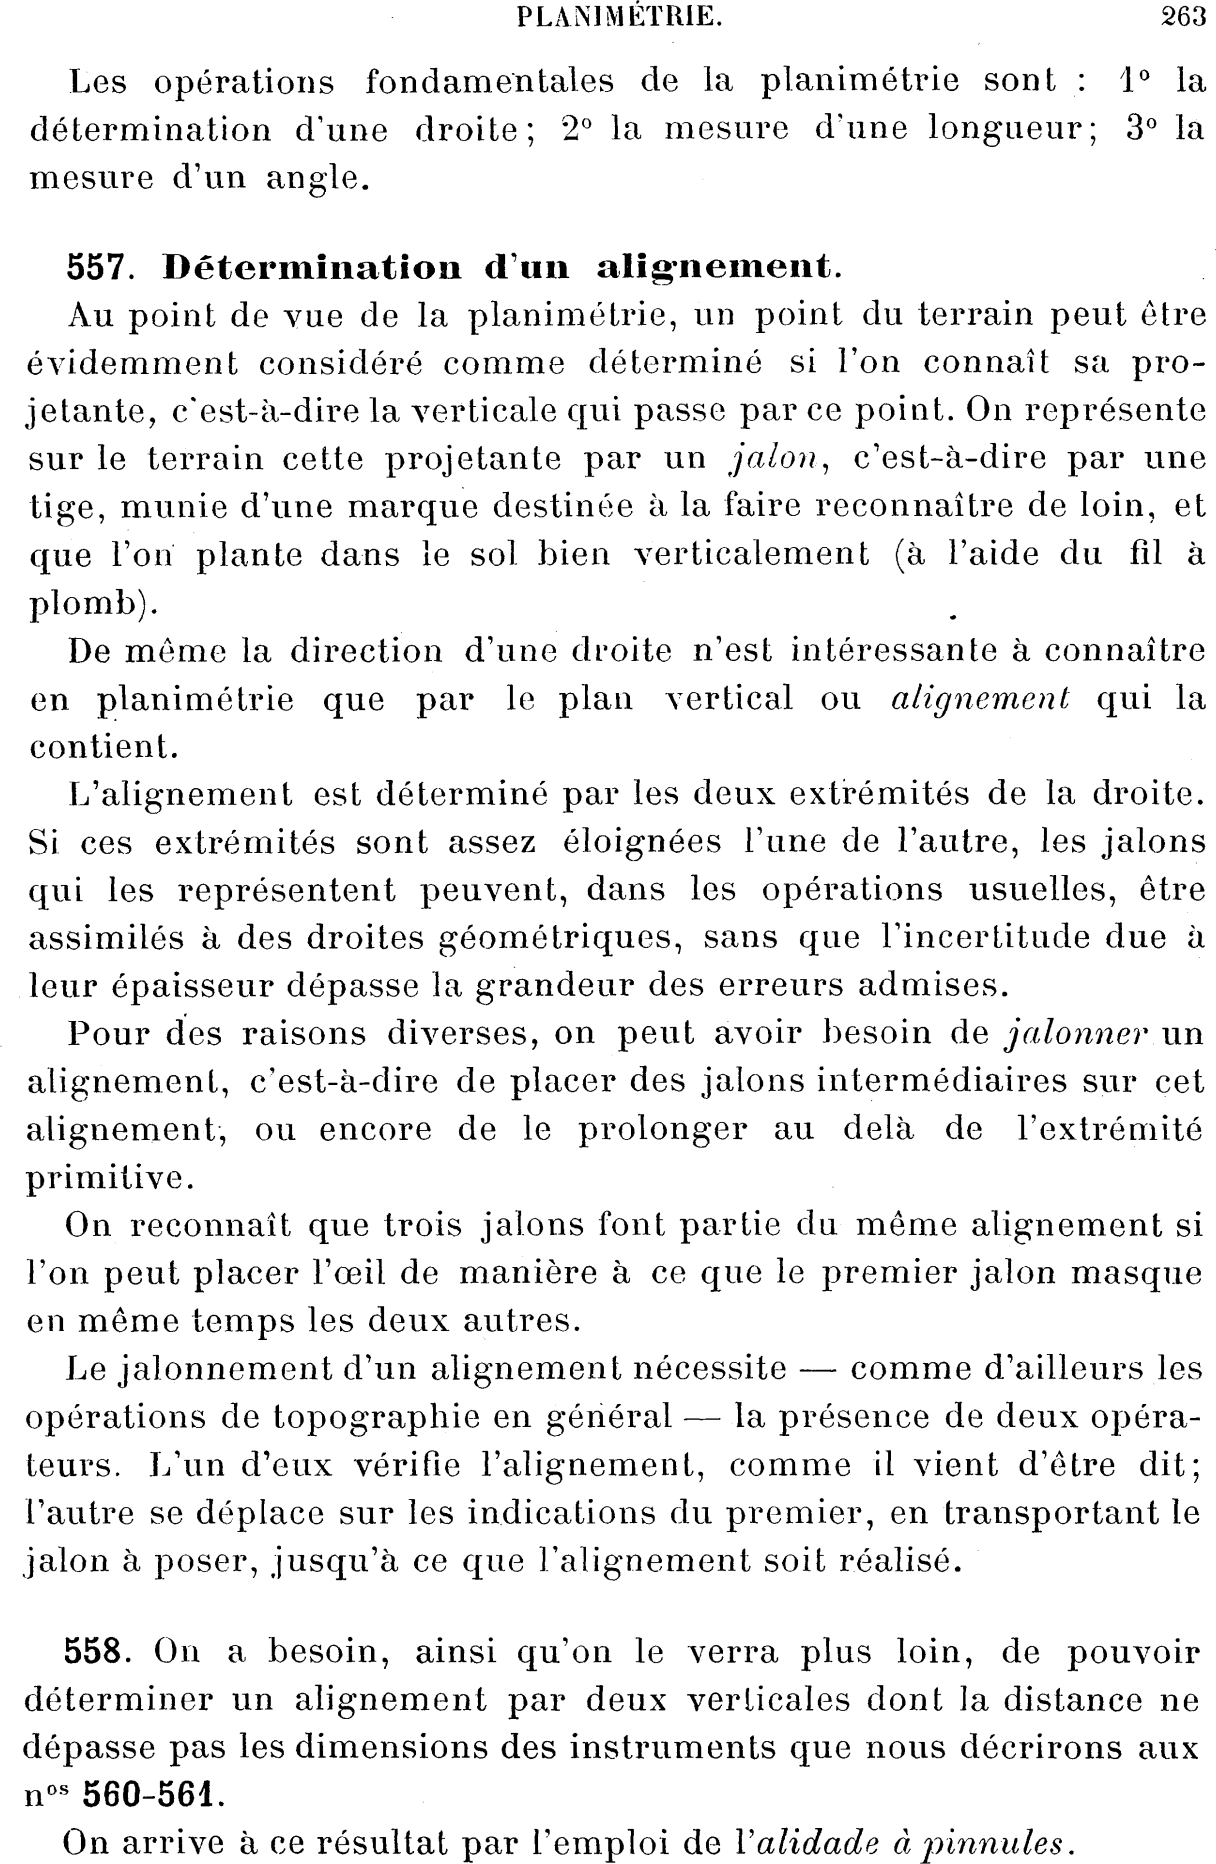 PLANIMÉTRIE. 263
Les opérations fondamentales de la planimétrie sont : 1º la
détermination d'une droite; 2º la mesure d'une longueur; 3º la
mesure d'un angle.
557. Détermination d'un alignement.
Au point de vue de la planimétrie, un point du terrain peut être
évidemment considéré comme déterminé si l'on connaît sa pro-
jetante, c'est-à-dire la verticale qui passe par ce point. On représente
sur le terrain cette projetante par un jalon, c'est-à-dire par une
tige, munie d'une marque destinée à la faire reconnaître de loin, et
que l'on plante dans le sol bien verticalement (à l'aide du fil à
plomb).
De même la direction d'une droite n'est intéressante à connaître
en planimétrie que par le plan vertical ou alignement qui la
contient.
L'alignement est déterminé par les deux extrémités de la droite.
Si ces extrémités sont assez éloignées l'une de l'autre, les jalons
qui les représentent peuvent, dans les opérations usuelles, être
assimilés à des droites géométriques, sans que l'incertitude due à
leur épaisseur dépasse la grandeur des erreurs admises.
Pour des raisons diverses, on peut avoir besoin de jalonner un
alignement, c'est-à-dire de placer des jalons intermédiaires sur cet
alignement, ou encore de le prolonger au delà de l'extrémité
primitive.
On reconnaît que trois jalons font partie du même alignement si
l'on peut placer l'œil de manière à ce que le premier jalon masque
en même temps les deux autres.
Le jalonnement d'un alignement nécessite — comme d'ailleurs les
opérations de topographie en général — la présence de deux opéra-
teurs. L'un d'eux vérifie l'alignement, comme il vient d'être dit;
l'autre se déplace sur les indications du premier, en transportant le
jalon à poser, jusqu'à ce que l'alignement soit réalisé.
558. On a besoin, ainsi qu'on le verra plus loin, de pouvoir
déterminer un alignement par deux verticales dont la distance ne
dépasse pas les dimensions des instruments que nous décrirons aux
nᵒˢ 560-561.
On arrive à ce résultat par l'emploi de l'alidade à pinnules.